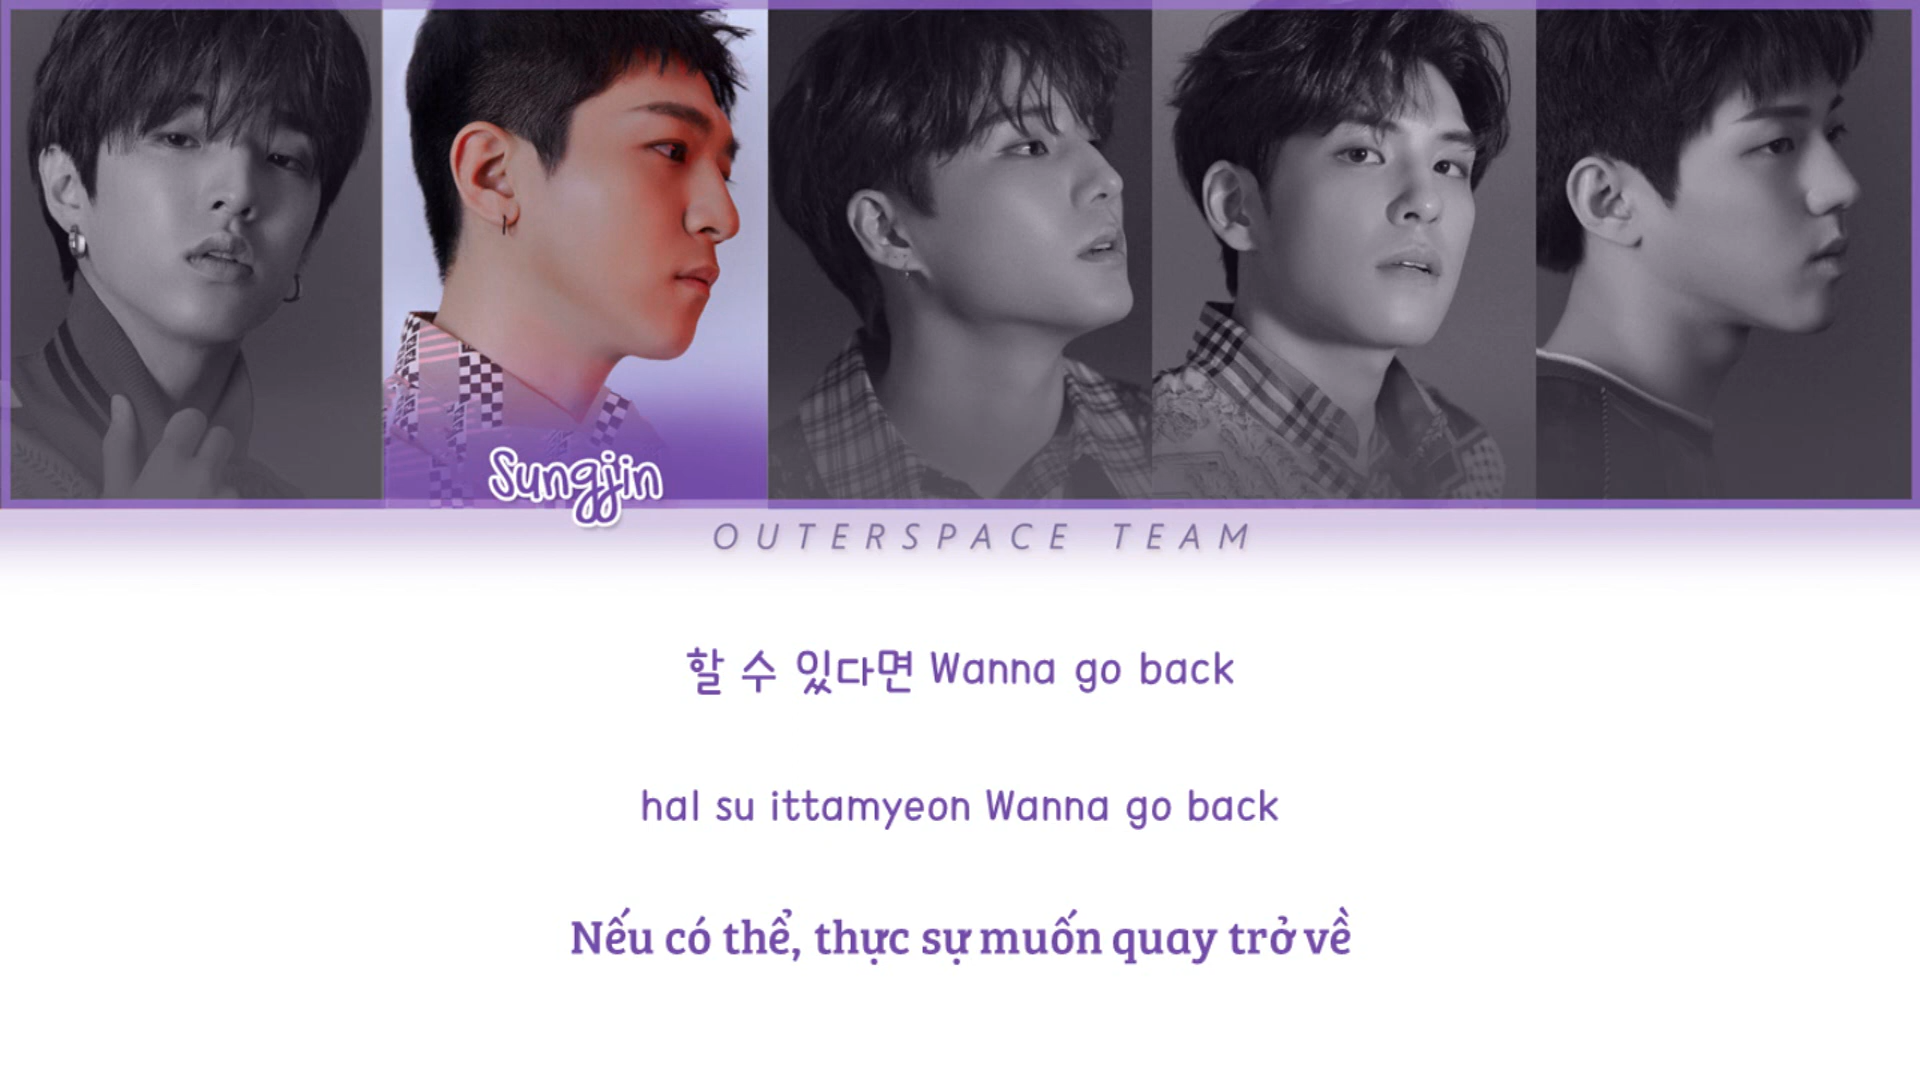 Sungjin
OUTERSPACE TEAM
할 수 있다면 Wanna go back
hal su ittamyeon Wanna go back
Nếu có thể, thực sự muốn quay trở về